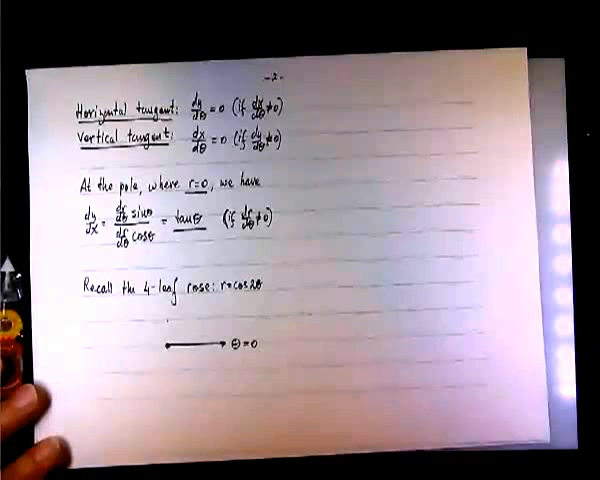 -2-
Horizontal tangent: dy/dθ = 0 (if dx/dθ ≠ 0)
Vertical tangent: dx/dθ = 0 (if dy/dθ ≠ 0)
At the pole, where r=0, we have
dy/dx = (dr/dθ sinθ)/(dr/dθ cosθ) = tanθ (if dr/dθ ≠ 0)
Recall the 4-leaf rose: r=cos2θ
θ=0